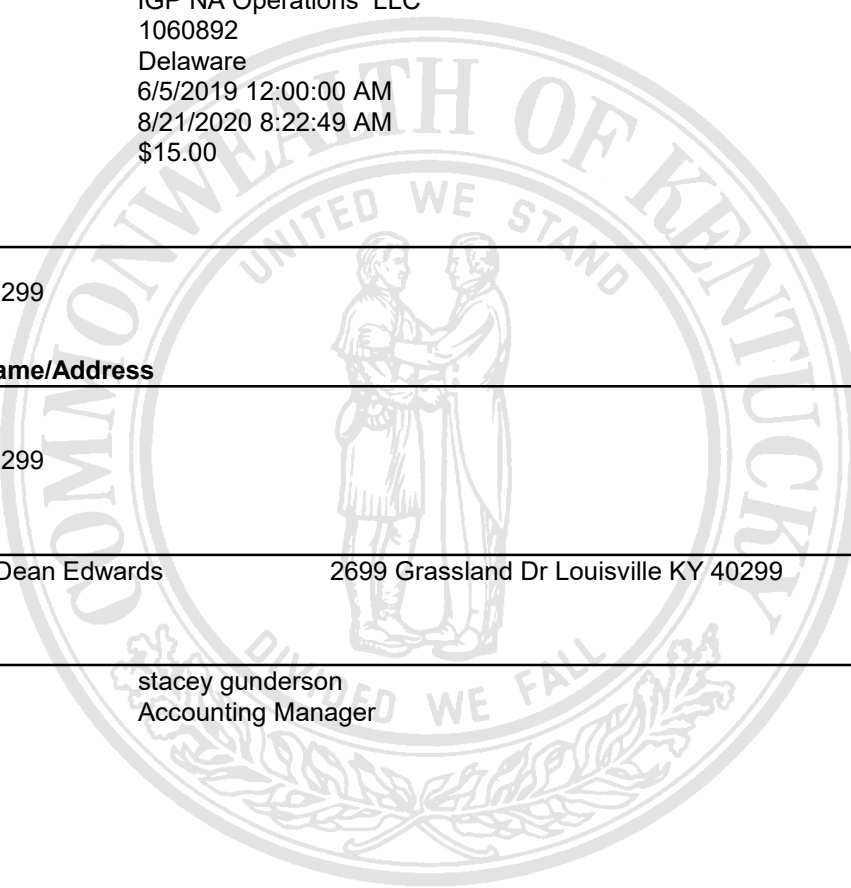 IGP NA Operations LLC
1060892
Delaware
6/5/2019 12:00:00 AM
8/21/2020 8:22:49 AM
$15.00
299
ame/Address
299
Dean Edwards 2699 Grassland Dr Louisville KY 40299
stacey gunderson
Accounting Manager
COMMONWEALTH OF KENTUCKY
UNITED WE STAND
DIVIDED WE FALL